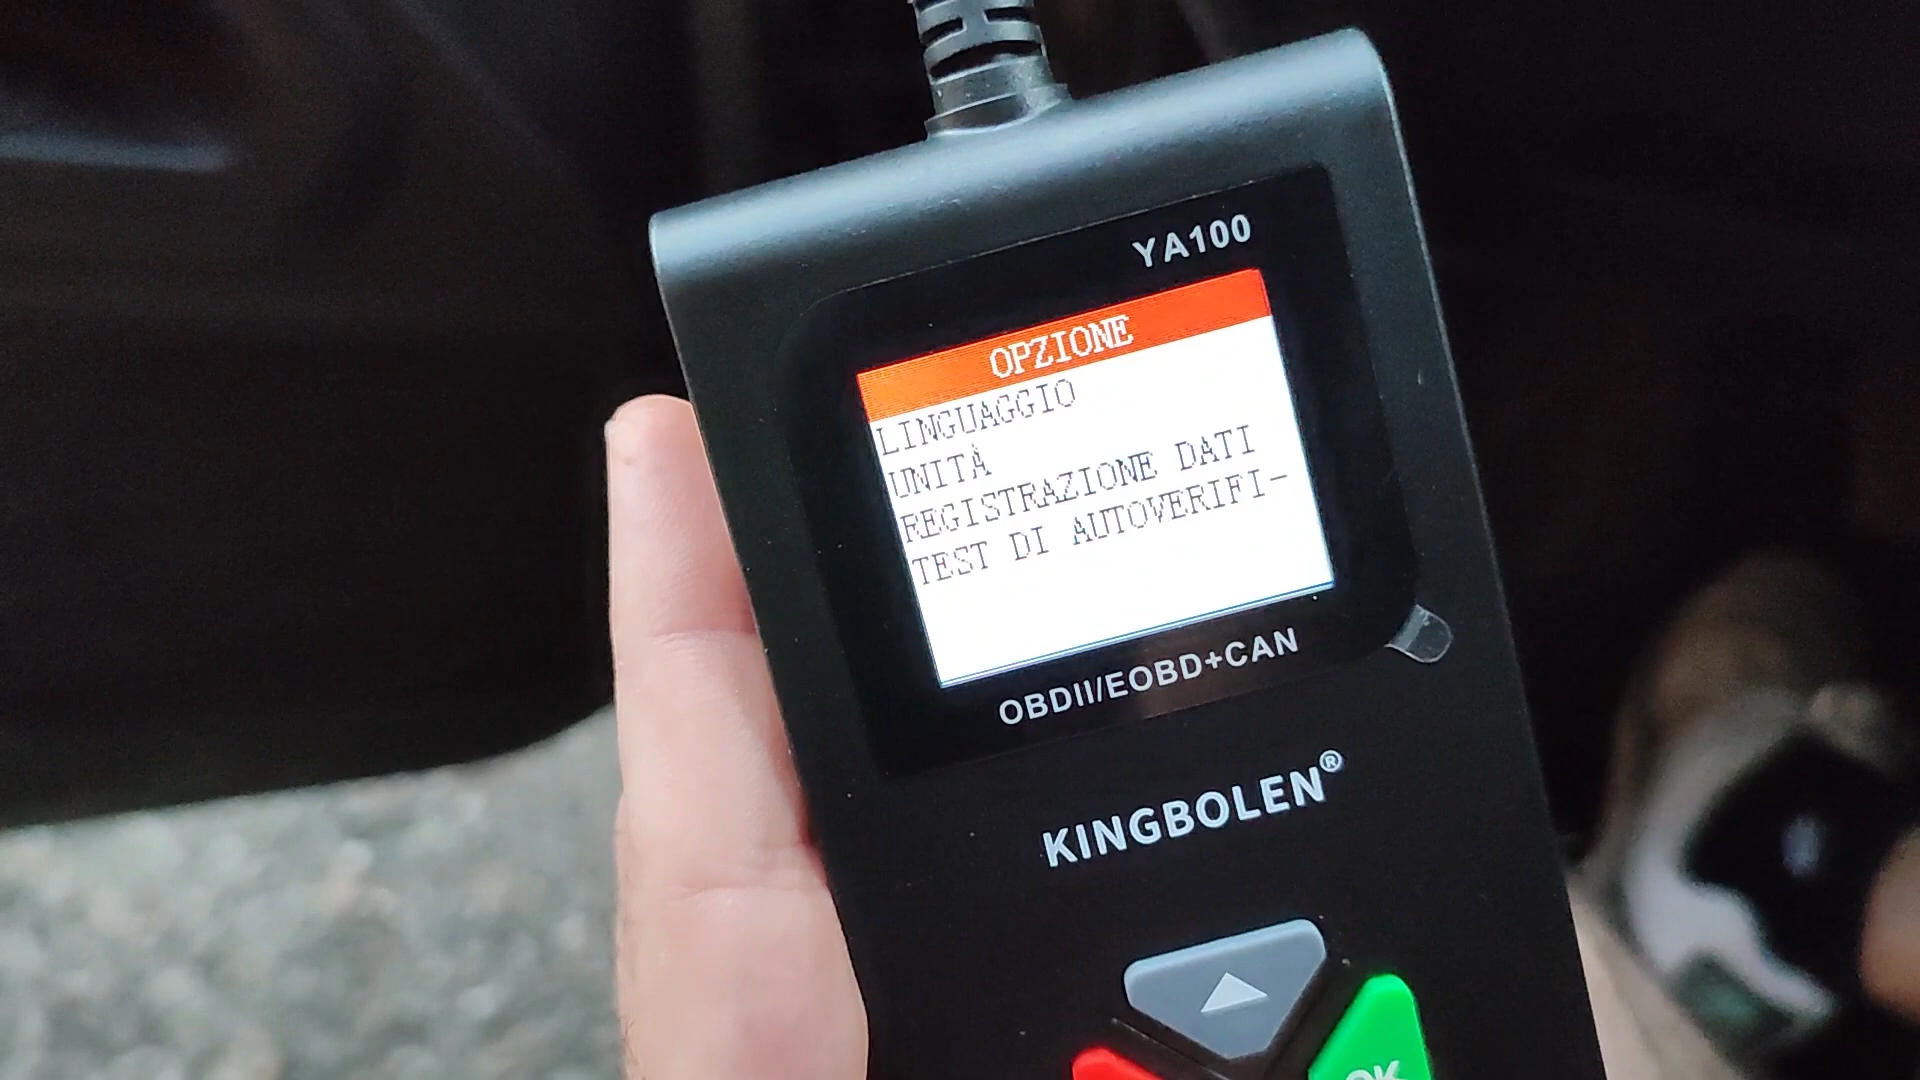 YA100
OPZIONE
LINGUAGGIO
UNITÀ
REGISTRAZIONE DATI
TEST DI AUTOVERIFI-
OBDII/EOBD+CAN
KINGBOLEN®
OK